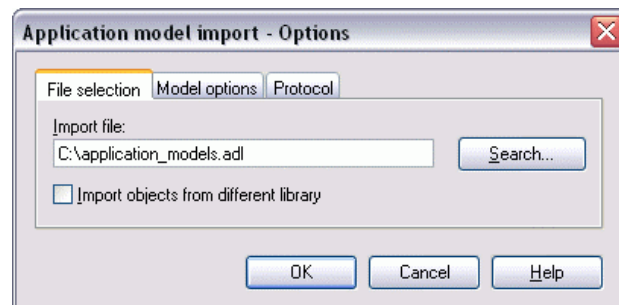 Application model import - Options
File selection Model options Protocol
Import file:
C:\application_models.adl Search...
Import objects from different library
OK Cancel Help